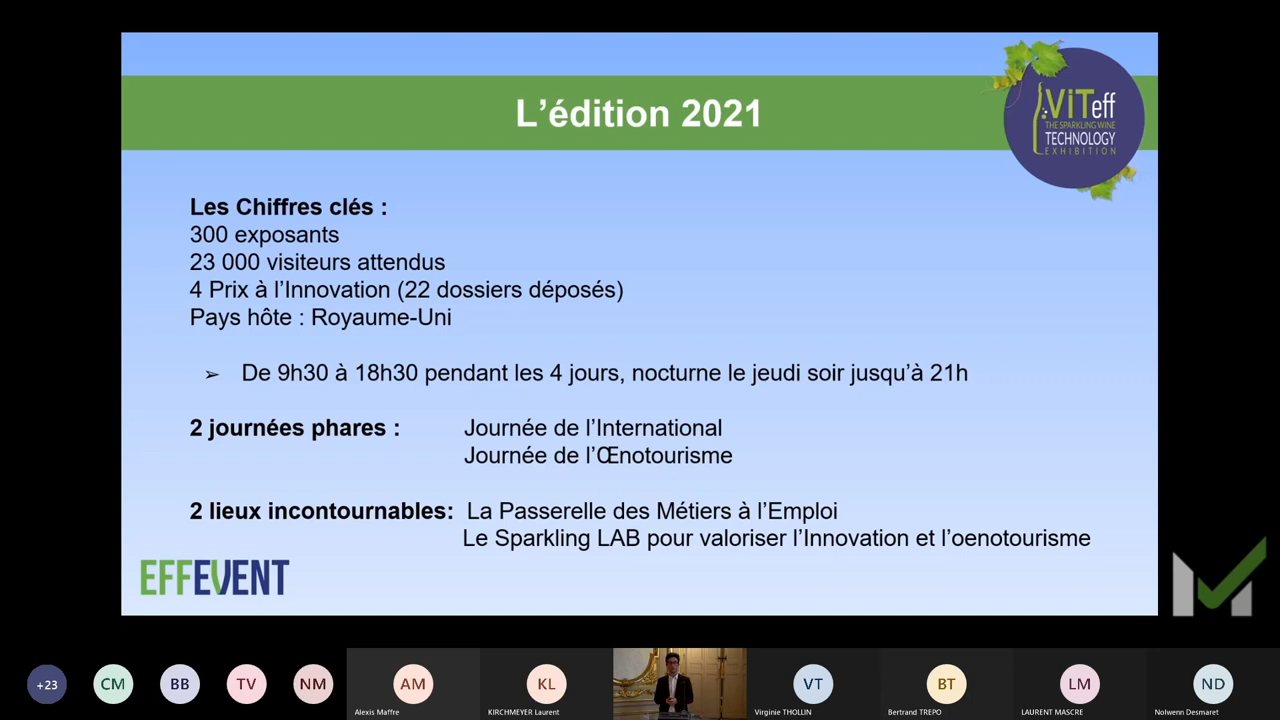 L'édition 2021
ViTeff
THE SPARKLING WINE
TECHNOLOGY
EXHIBITION
Les Chiffres clés :
300 exposants
23 000 visiteurs attendus
4 Prix à l'Innovation (22 dossiers déposés)
Pays hôte : Royaume-Uni
➢ De 9h30 à 18h30 pendant les 4 jours, nocturne le jeudi soir jusqu'à 21h
2 journées phares : Journée de l'International
Journée de l'Œnotourisme
2 lieux incontournables: La Passerelle des Métiers à l'Emploi
Le Sparkling LAB pour valoriser l'Innovation et l'oenotourisme
EFFEVENT
+23 CM BB TV NM AM KL VT BT LM ND
Alexis Maffre KIRCHMEYER Laurent Virginie THOLLIN Bertrand TREPO LAURENT MASCRE Nolwenn Desmaret